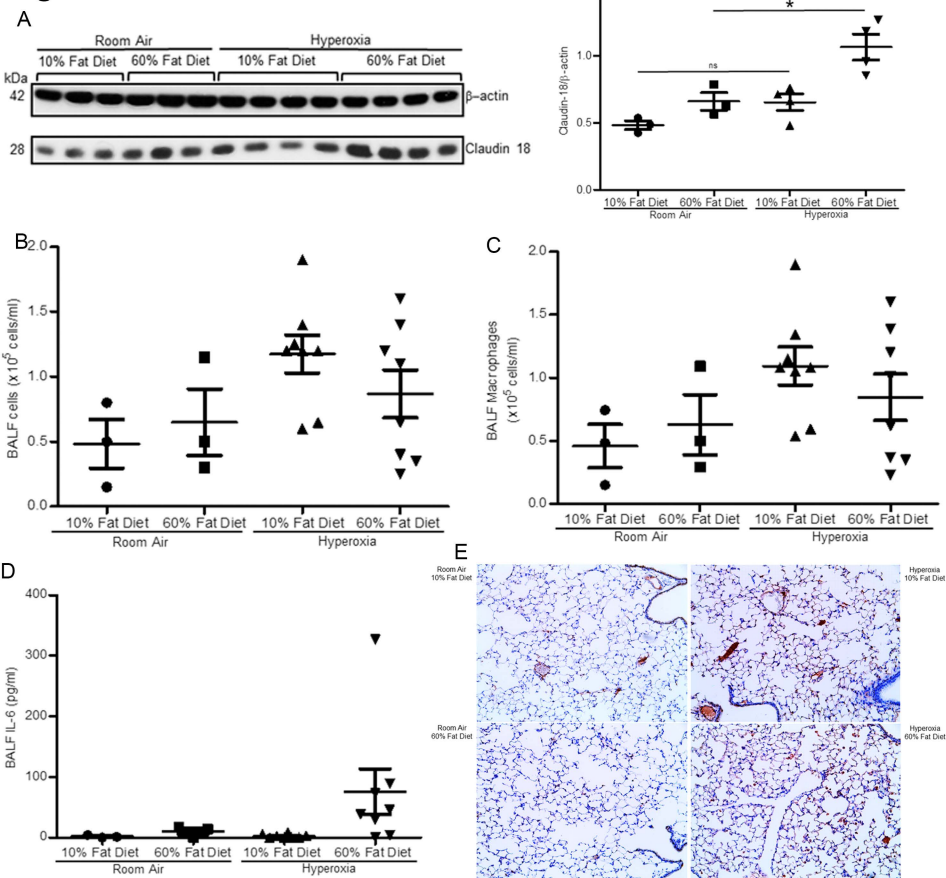 A
Room Air Hyperoxia
10% Fat Diet 60% Fat Diet 10% Fat Diet 60% Fat Diet
kDa
42 β-actin
28 Claudin 18
*
ns
Claudin-18/β-actin
1.0
0.5
0.0
10% Fat Diet 60% Fat Diet 10% Fat Diet 60% Fat Diet
Room Air Hyperoxia
B
BALF cells (x10⁵ cells/ml)
2.0
1.5
1.0
0.5
0.0
10% Fat Diet 60% Fat Diet 10% Fat Diet 60% Fat Diet
Room Air Hyperoxia
C
BALF Macrophages
(x10⁵ cells/ml)
2.0
1.5
1.0
0.5
0.0
10% Fat Diet 60% Fat Diet 10% Fat Diet 60% Fat Diet
Room Air Hyperoxia
D
BALF IL-6 (pg/ml)
400
300
200
100
0
10% Fat Diet 60% Fat Diet 10% Fat Diet 60% Fat Diet
Room Air Hyperoxia
E
Room Air
10% Fat Diet
Hyperoxia
10% Fat Diet
Room Air
60% Fat Diet
Hyperoxia
60% Fat Diet